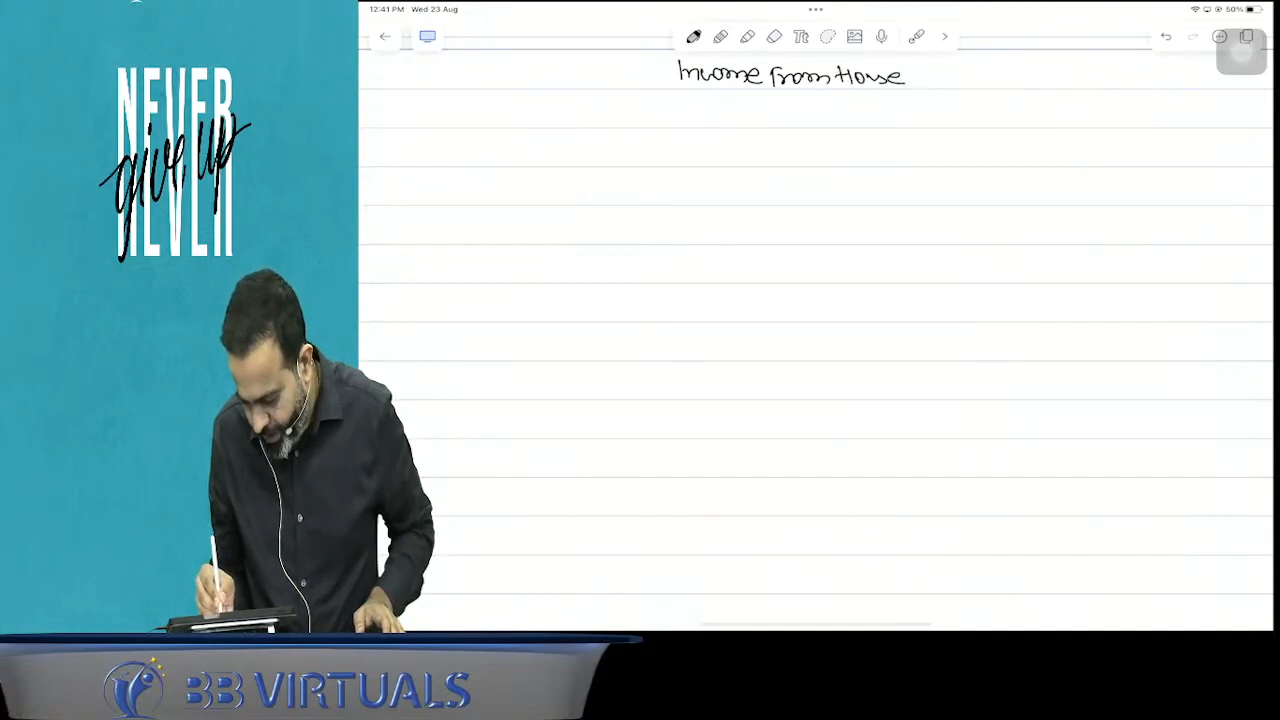 12:41 PM Wed 23 Aug
50%
Income from House
NEVER
give up
NEVER
BB VIRTUALS